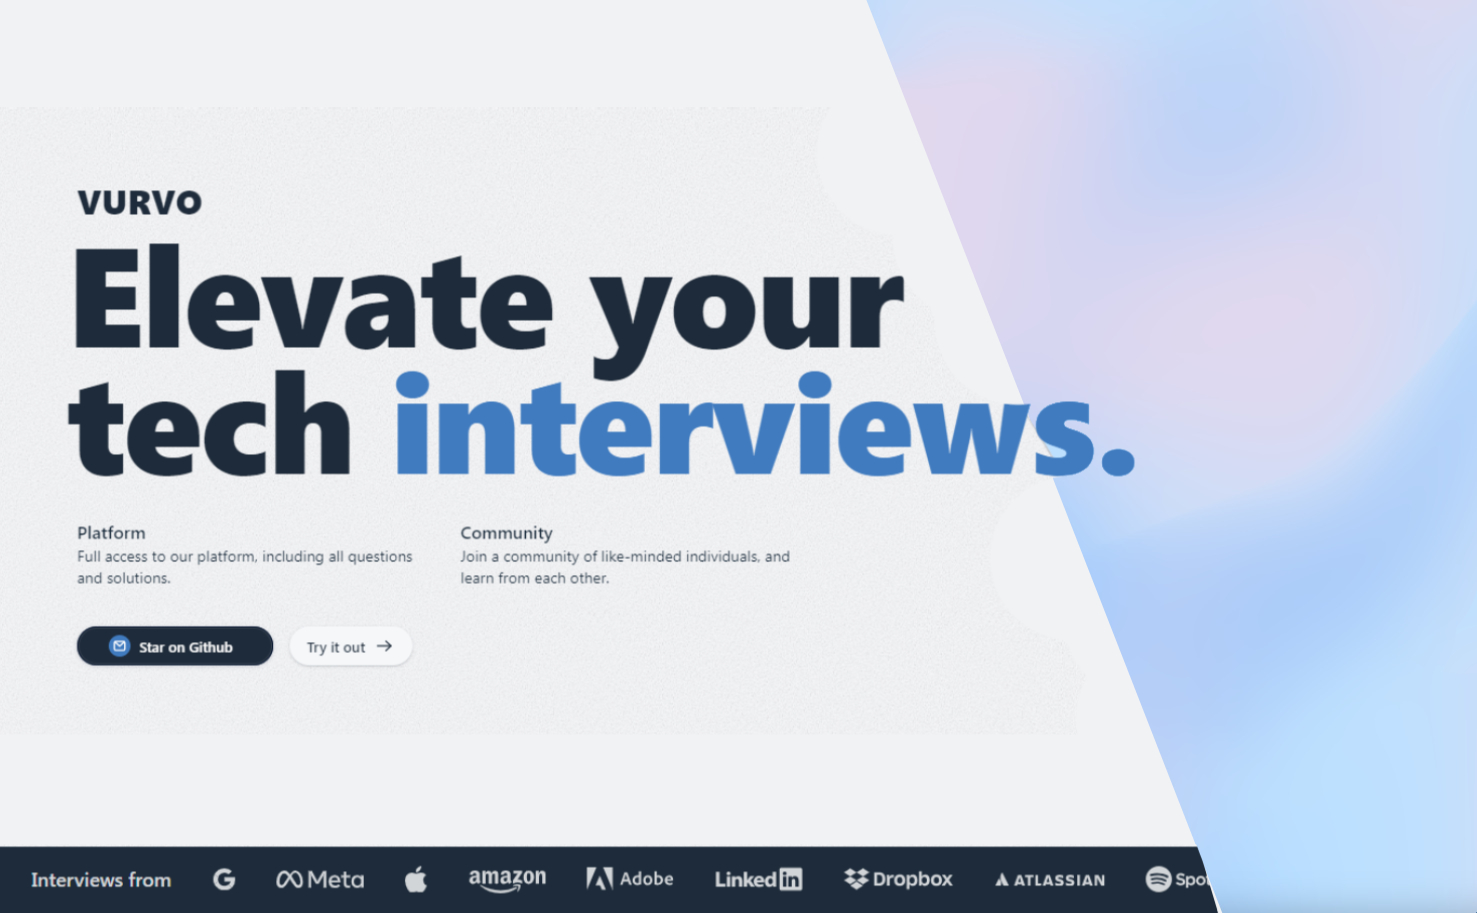 VURVO
Elevate your
tech interviews.
Platform
Full access to our platform, including all questions
and solutions.
Community
Join a community of like-minded individuals, and
learn from each other.
Star on Github
Try it out →
Interviews from G Meta amazon Adobe Linkedin Dropbox ATLASSIAN Spo